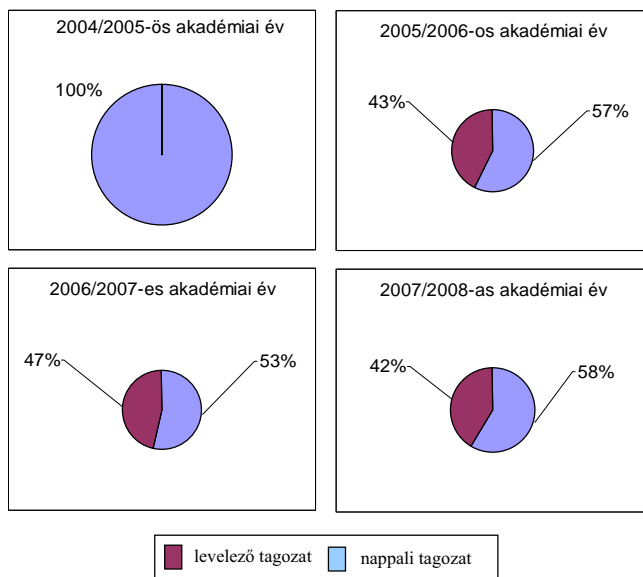 2004/2005-ös akadémiai év
100%
2005/2006-os akadémiai év
43%
57%
2006/2007-es akadémiai év
47%
53%
2007/2008-as akadémiai év
42%
58%
levelező tagozat
nappali tagozat